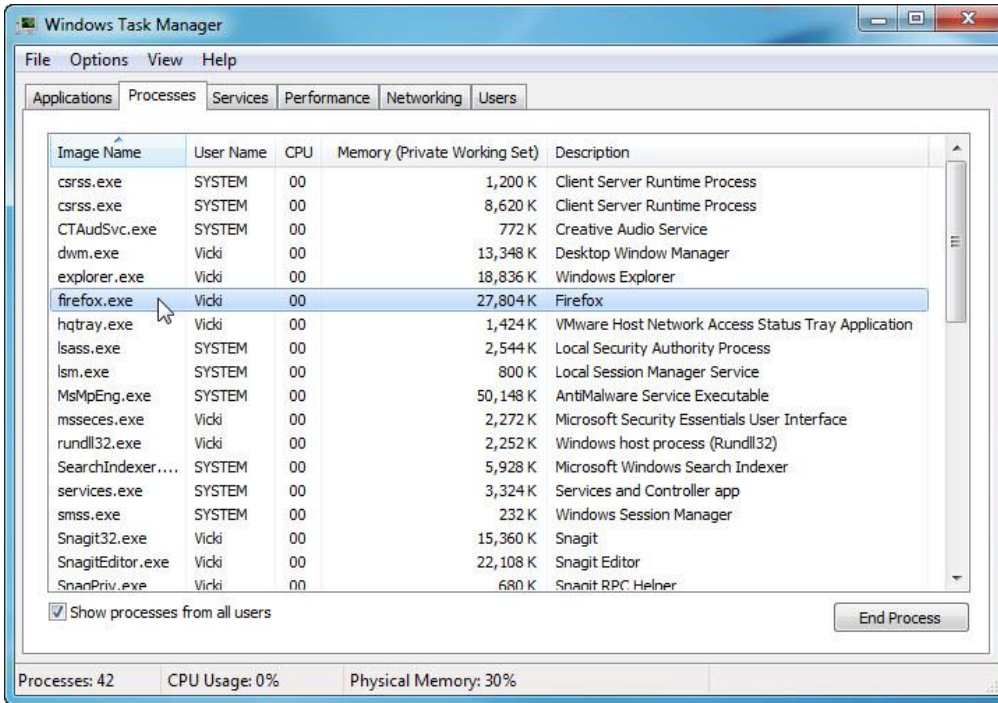 Windows Task Manager
File Options View Help
Applications Processes Services Performance Networking Users
Image Name User Name CPU Memory (Private Working Set) Description
csrss.exe SYSTEM 00 1,200 K Client Server Runtime Process
csrss.exe SYSTEM 00 8,620 K Client Server Runtime Process
CTAudSvc.exe SYSTEM 00 772 K Creative Audio Service
dwm.exe Vicki 00 13,348 K Desktop Window Manager
explorer.exe Vicki 00 18,836 K Windows Explorer
firefox.exe Vicki 00 27,804 K Firefox
hqtray.exe Vicki 00 1,424 K VMware Host Network Access Status Tray Application
lsass.exe SYSTEM 00 2,544 K Local Security Authority Process
lsm.exe SYSTEM 00 800 K Local Session Manager Service
MsMpEng.exe SYSTEM 00 50,148 K AntiMalware Service Executable
msseces.exe Vicki 00 2,272 K Microsoft Security Essentials User Interface
rundll32.exe Vicki 00 2,252 K Windows host process (Rundll32)
SearchIndexer.... SYSTEM 00 5,928 K Microsoft Windows Search Indexer
services.exe SYSTEM 00 3,324 K Services and Controller app
smss.exe SYSTEM 00 232 K Windows Session Manager
Snagit32.exe Vicki 00 15,360 K Snagit
SnagitEditor.exe Vicki 00 22,108 K Snagit Editor
SnagPriv.exe Vicki 00 680 K Snagit RPC Helper
Show processes from all users
End Process
Processes: 42 CPU Usage: 0% Physical Memory: 30%